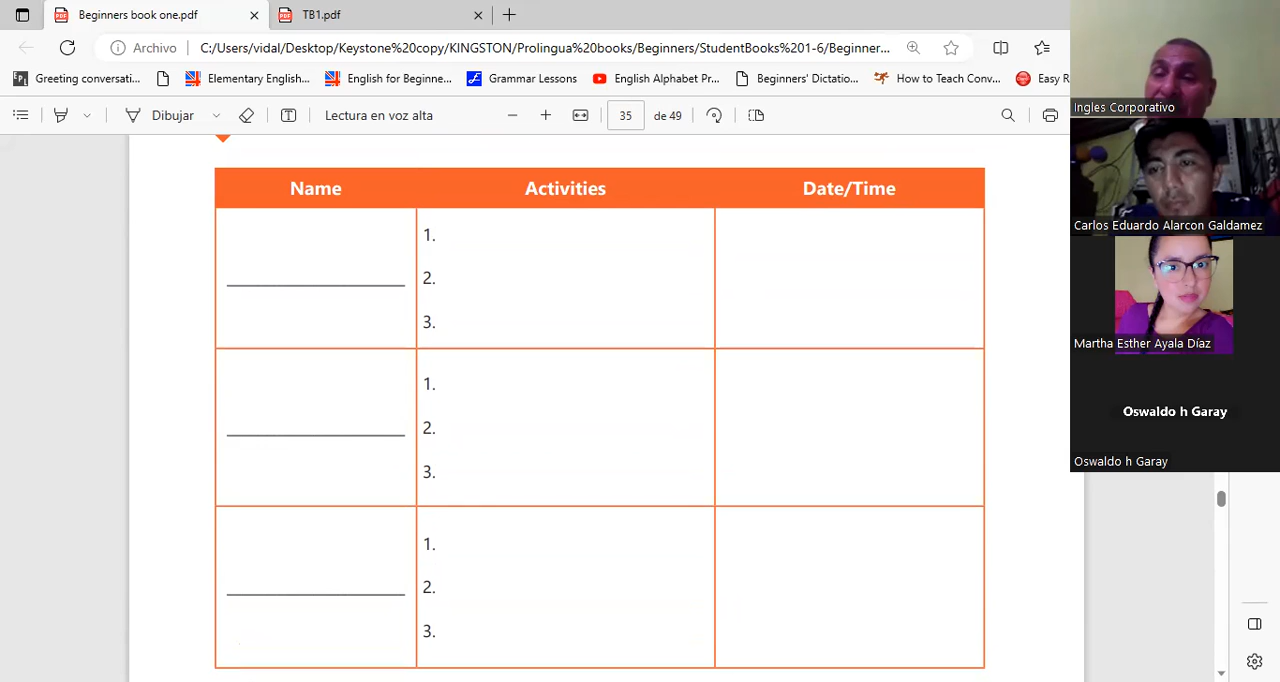 Beginners book one.pdf
TB1.pdf
Archivo
C:/Users/vidal/Desktop/Keystone%20copy/KINGSTON/Prolingua%20books/Beginners/StudentBooks%201-6/Beginner...
Greeting conversati...
Elementary English...
English for Beginne...
Grammar Lessons
English Alphabet Pr...
Beginners' Dictatio...
How to Teach Conv...
Easy R
Dibujar
Lectura en voz alta
35
de 49
Name Activities Date/Time
1.
2.
3.
1.
2.
3.
1.
2.
3.
Ingles Corporativo
Carlos Eduardo Alarcon Galdamez
Martha Esther Ayala Díaz
Oswaldo h Garay
Oswaldo h Garay